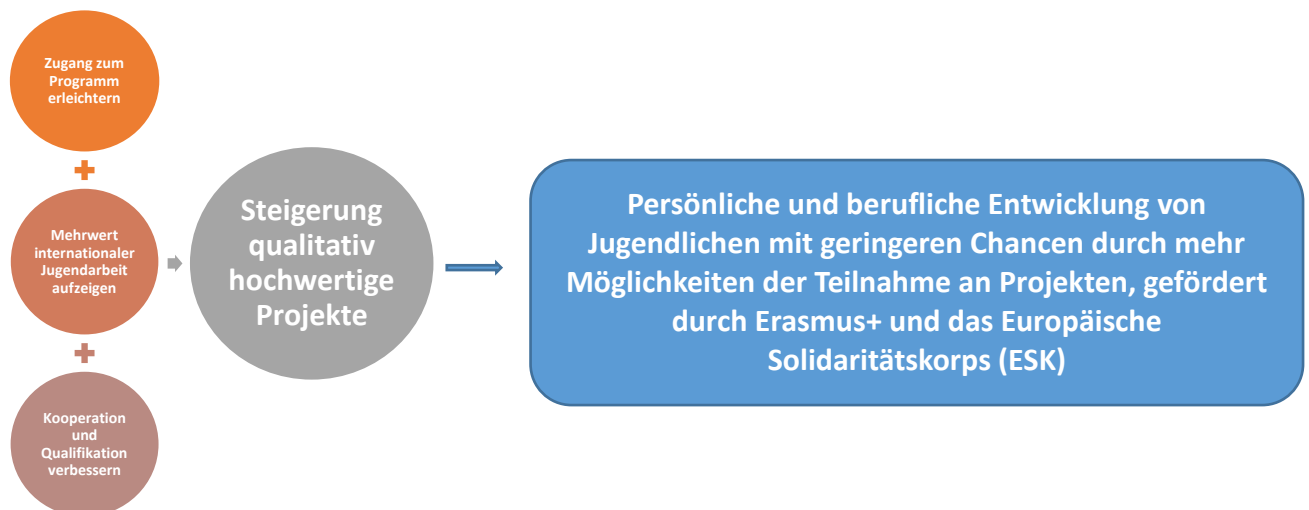 Zugang zum
Programm
erleichtern
Mehrwert
internationaler
Jugendarbeit
aufzeigen
Kooperation
und
Qualifikation
verbessern
Steigerung
qualitativ
hochwertige
Projekte
Persönliche und berufliche Entwicklung von
Jugendlichen mit geringeren Chancen durch mehr
Möglichkeiten der Teilnahme an Projekten, gefördert
durch Erasmus+ und das Europäische
Solidaritätskorps (ESK)